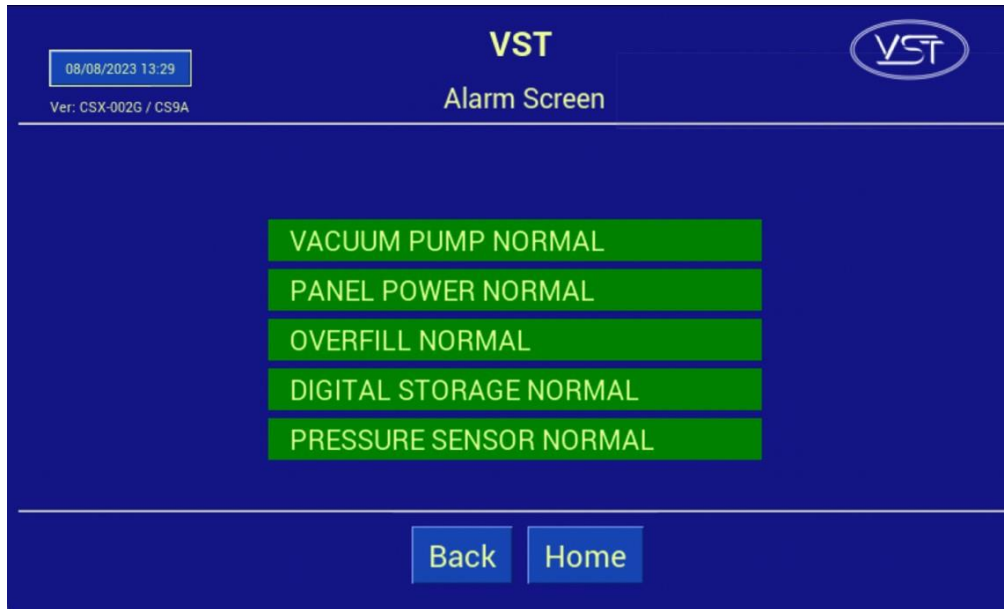 VST
08/08/2023 13:29
Ver: CSX-002G / CS9A
Alarm Screen
VST
VACUUM PUMP NORMAL
PANEL POWER NORMAL
OVERFILL NORMAL
DIGITAL STORAGE NORMAL
PRESSURE SENSOR NORMAL
Back
Home